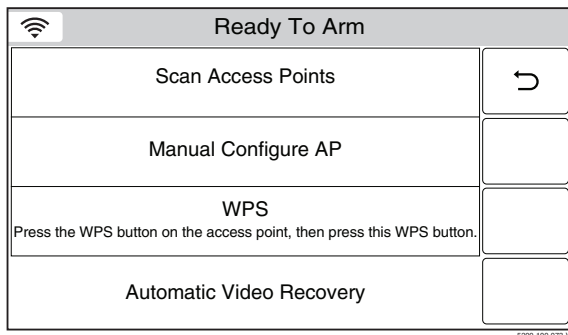 Ready To Arm
Scan Access Points
Manual Configure AP
WPS
Press the WPS button on the access point, then press this WPS button.
Automatic Video Recovery